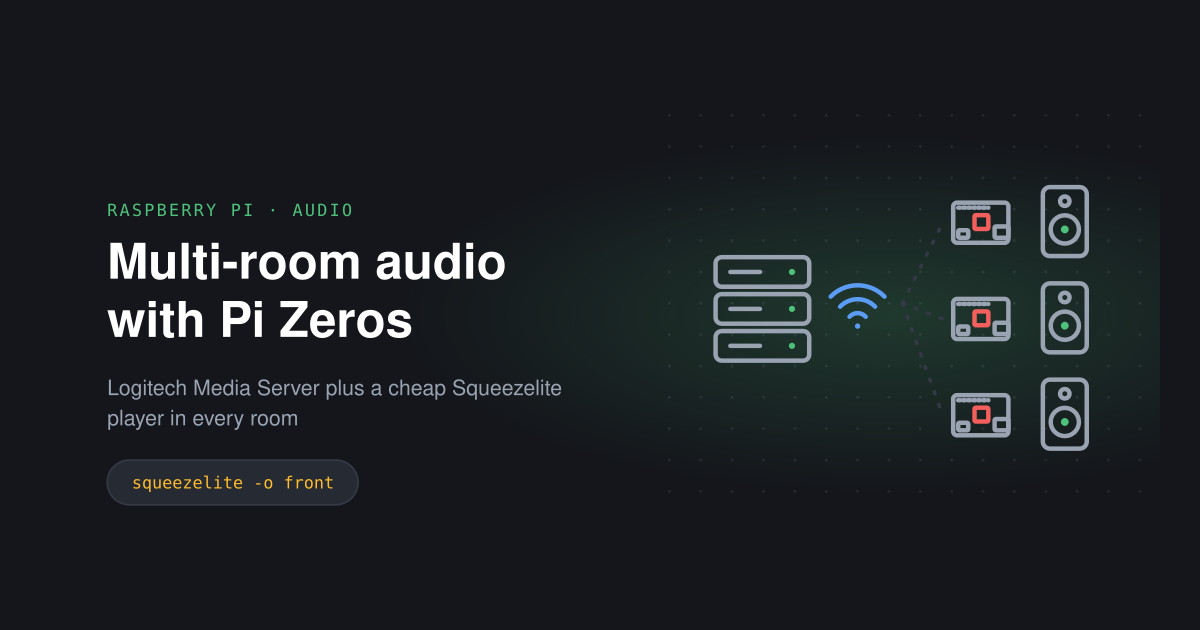 RASPBERRY PI · AUDIO
Multi-room audio
with Pi Zeros
Logitech Media Server plus a cheap Squeezelite
player in every room
squeezelite -o front